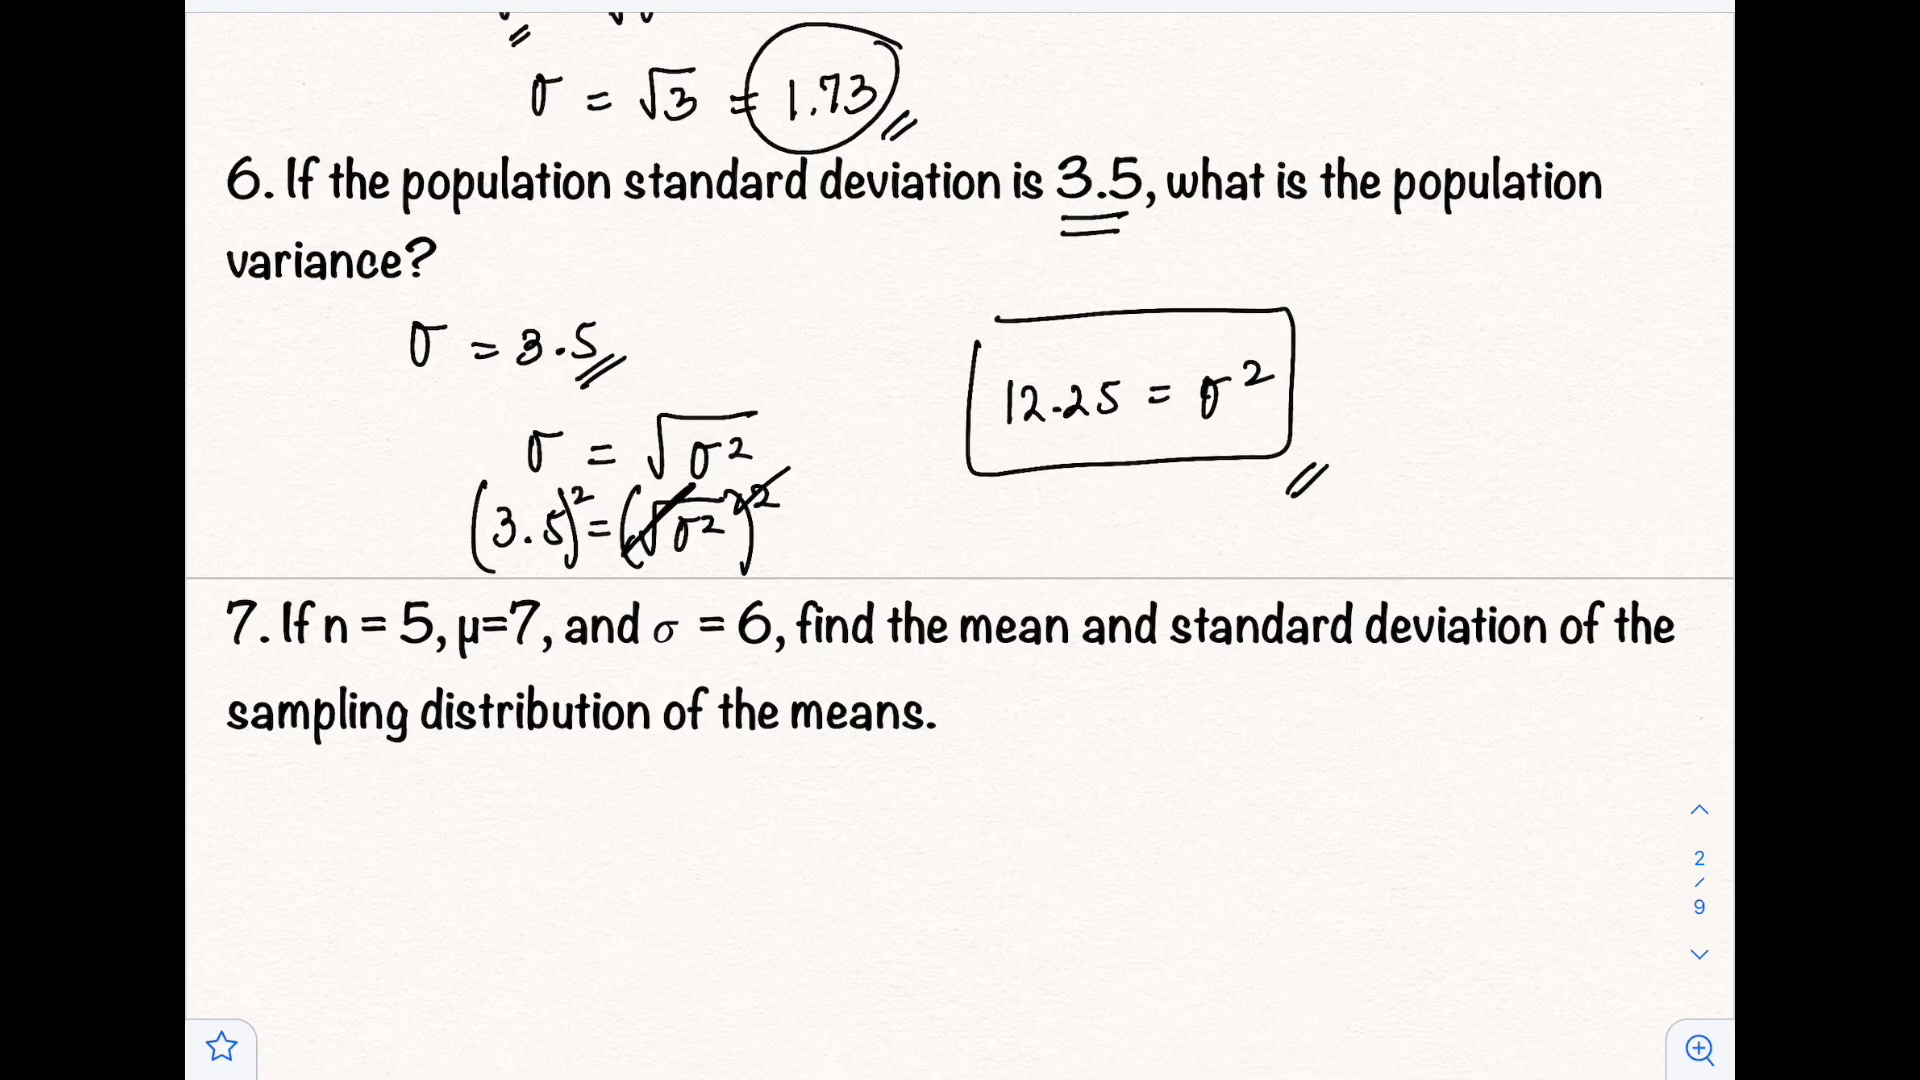 σ = √3 = 1.73
6. If the population standard deviation is 3.5, what is the population
variance?
σ = 3.5
12.25 = σ²
σ = √σ²
(3.5)² = (√σ²)²
7. If n = 5, μ=7, and σ = 6, find the mean and standard deviation of the
sampling distribution of the means.
2
/
9